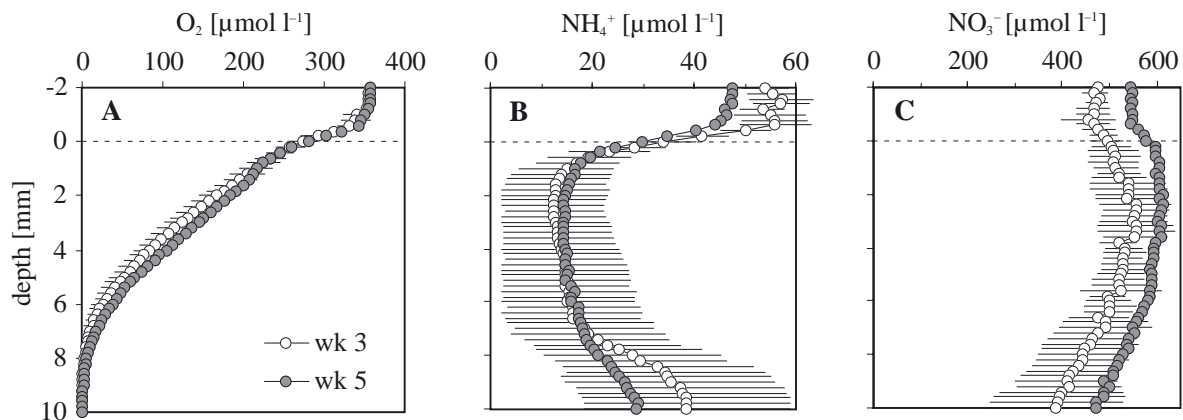 O₂ [µmol l⁻¹] NH₄⁺ [µmol l⁻¹] NO₃⁻ [µmol l⁻¹]
0 100 200 300 400 0 20 40 60 0 200 400 600
-2
A B C
0
2
depth [mm]
4
6
wk 3
8
wk 5
10